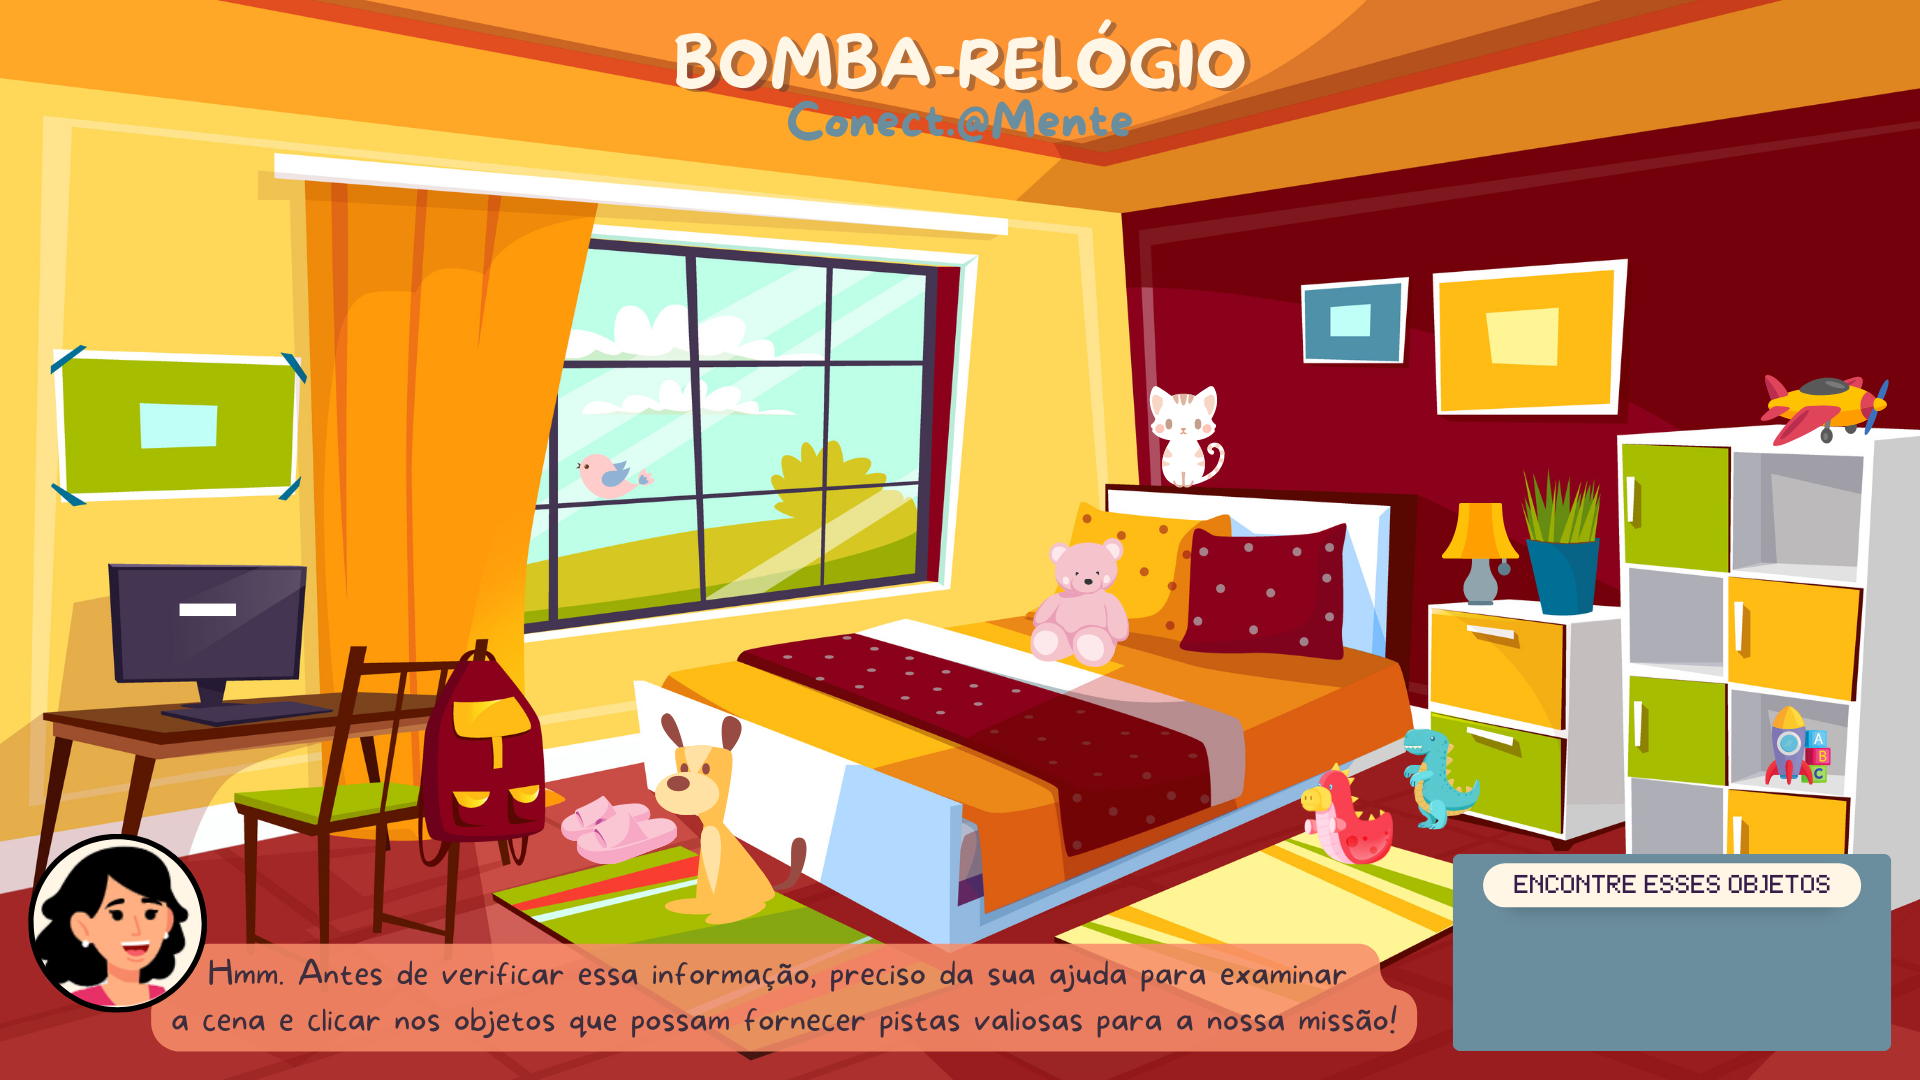 BOMBA-RELÓGIO
Conect.@Mente
A
B
C
ENCONTRE ESSES OBJETOS
Hmm. Antes de verificar essa informação, preciso da sua ajuda para examinar
a cena e clicar nos objetos que possam fornecer pistas valiosas para a nossa missão!